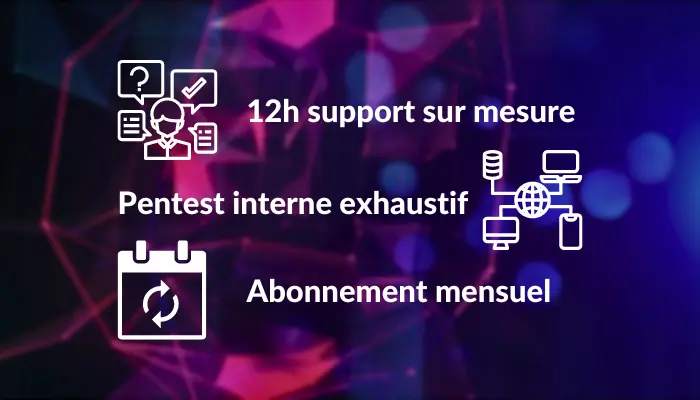 12h support sur mesure
Pentest interne exhaustif
Abonnement mensuel